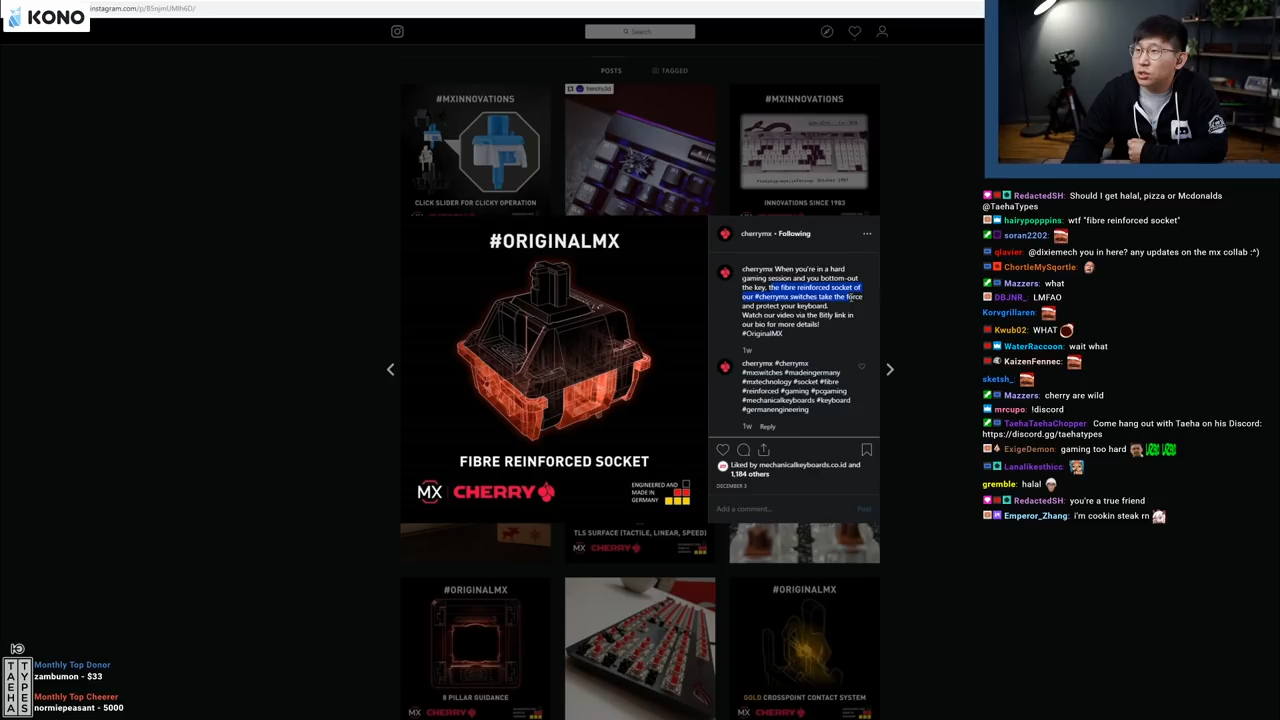 KONO
instagram.com/p/B5njmUMIh6D/
Search
POSTS
TAGGED
#MXINNOVATIONS
CLICK SLIDER FOR CLICKY OPERATION
#MXINNOVATIONS
INNOVATIONS SINCE 1983
#ORIGINALMX
FIBRE REINFORCED SOCKET
MX CHERRY
ENGINEERED AND
MADE IN
GERMANY
cherrymx • Following
cherrymx When you're in a hard
gaming session and you bottom-out
the key, the fibre reinforced socket of
our #cherrymx switches take the force
and protect your keyboard.
Watch our video via the Bitly link in
our bio for more details!
#OriginalMX
1w
cherrymx #cherrymx
#mxswitches #madeingermany
#mxtechnology #socket #fibre
#reinforced #gaming #pcgaming
#mechanicalkeyboards #keyboard
#germanengineering
1w Reply
Liked by mechanicalkeyboards.co.id and
1,184 others
DECEMBER 3
Add a comment...
Post
TLS SURFACE (TACTILE, LINEAR, SPEED)
MX CHERRY
#ORIGINALMX
8 PILLAR GUIDANCE
MX CHERRY
#ORIGINALMX
GOLD CROSSPOINT CONTACT SYSTEM
MX CHERRY
RedactedSH: Should I get halal, pizza or Mcdonalds
@TaehaTypes
hairypopppins: wtf "fibre reinforced socket"
soran2202:
qlavier: @dixiemech you in here? any updates on the mx collab :^)
ChortleMySqortle:
Mazzers: what
DBJNR_: LMFAO
Korvgrillaren:
Kwub02: WHAT
WaterRaccoon: wait what
KaizenFennec:
sketsh_:
Mazzers: cherry are wild
mrcupo: !discord
TaehaTaehaChopper: Come hang out with Taeha on his Discord:
https://discord.gg/taehatypes
ExigeDemon: gaming too hard
Lanalikesthicc:
gremble: halal
RedactedSH: you're a true friend
Emperor_Zhang: i'm cookin steak rn
TAEHA
TYPES
Monthly Top Donor
zambumon - $33
Monthly Top Cheerer
normiepeasant - 5000